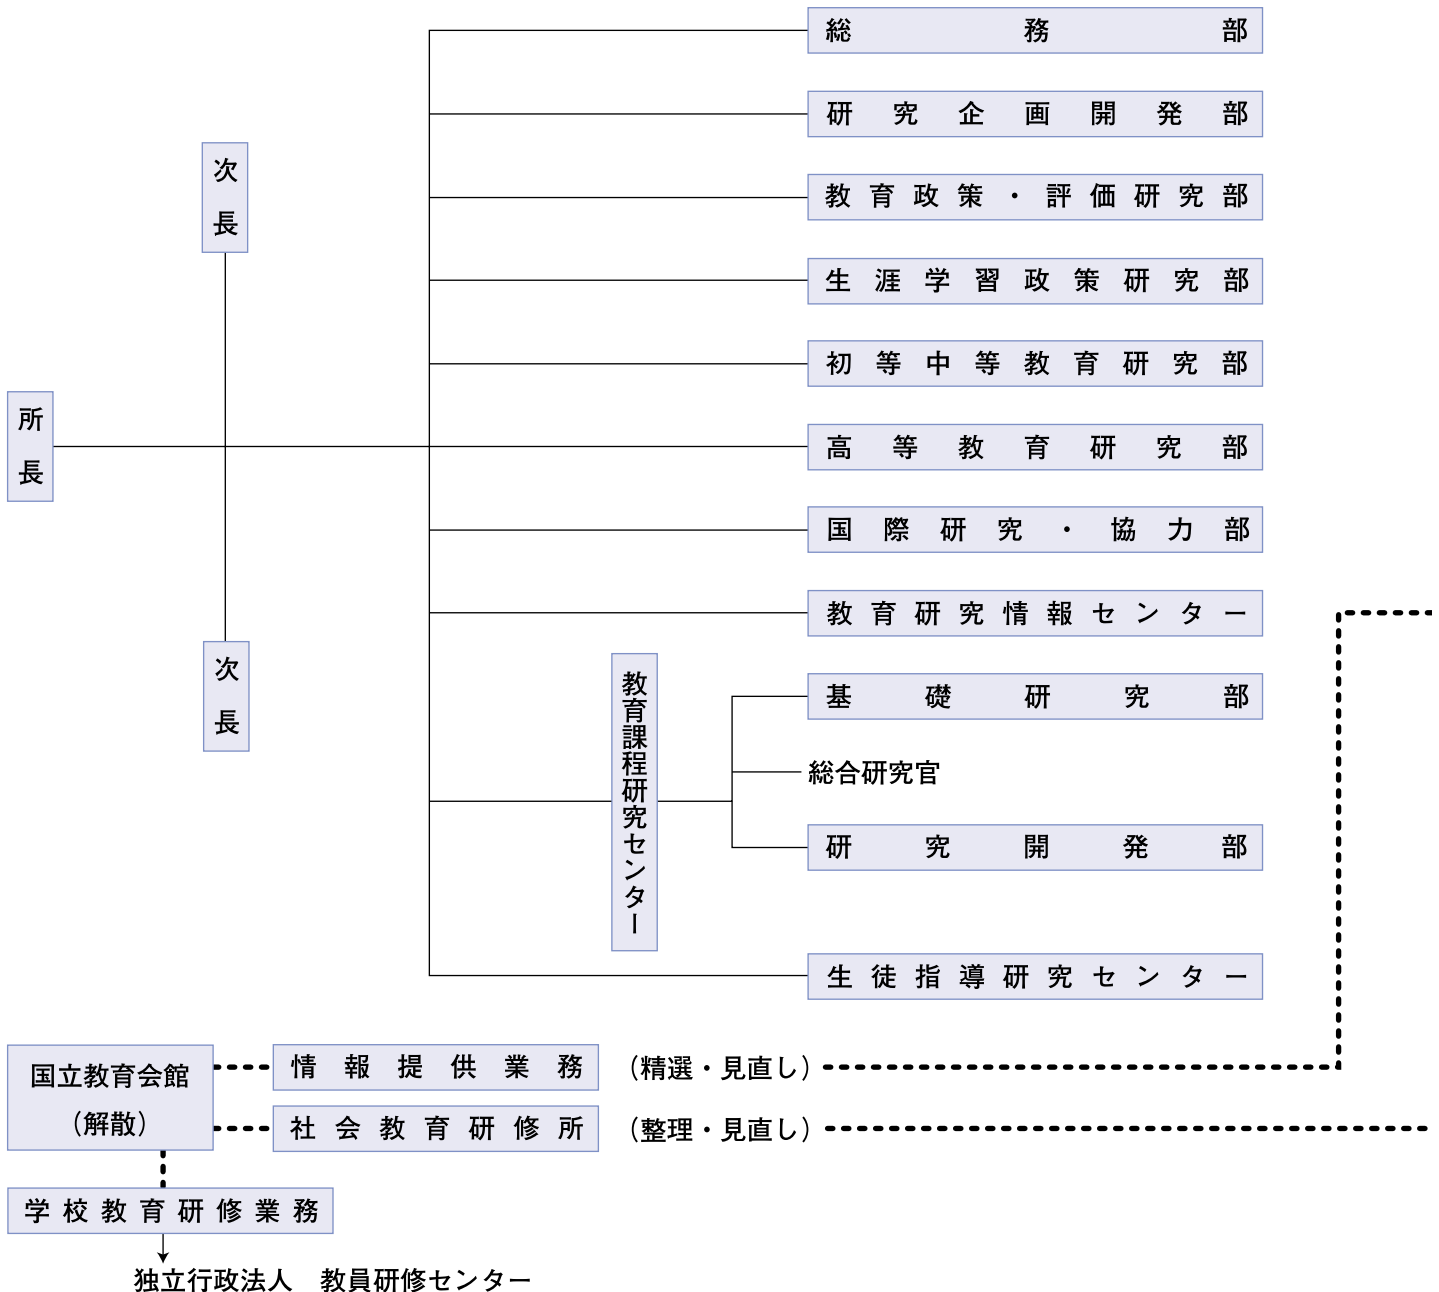 総務部
研究企画開発部
次長
教育政策・評価研究部
生涯学習政策研究部
初等中等教育研究部
所長
高等教育研究部
国際研究・協力部
教育研究情報センター
次長
教育課程研究センター
基礎研究部
総合研究官
研究開発部
生徒指導研究センター
国立教育会館
（解散）
情報提供業務
（精選・見直し）
社会教育研修所
（整理・見直し）
学校教育研修業務
独立行政法人　教員研修センター